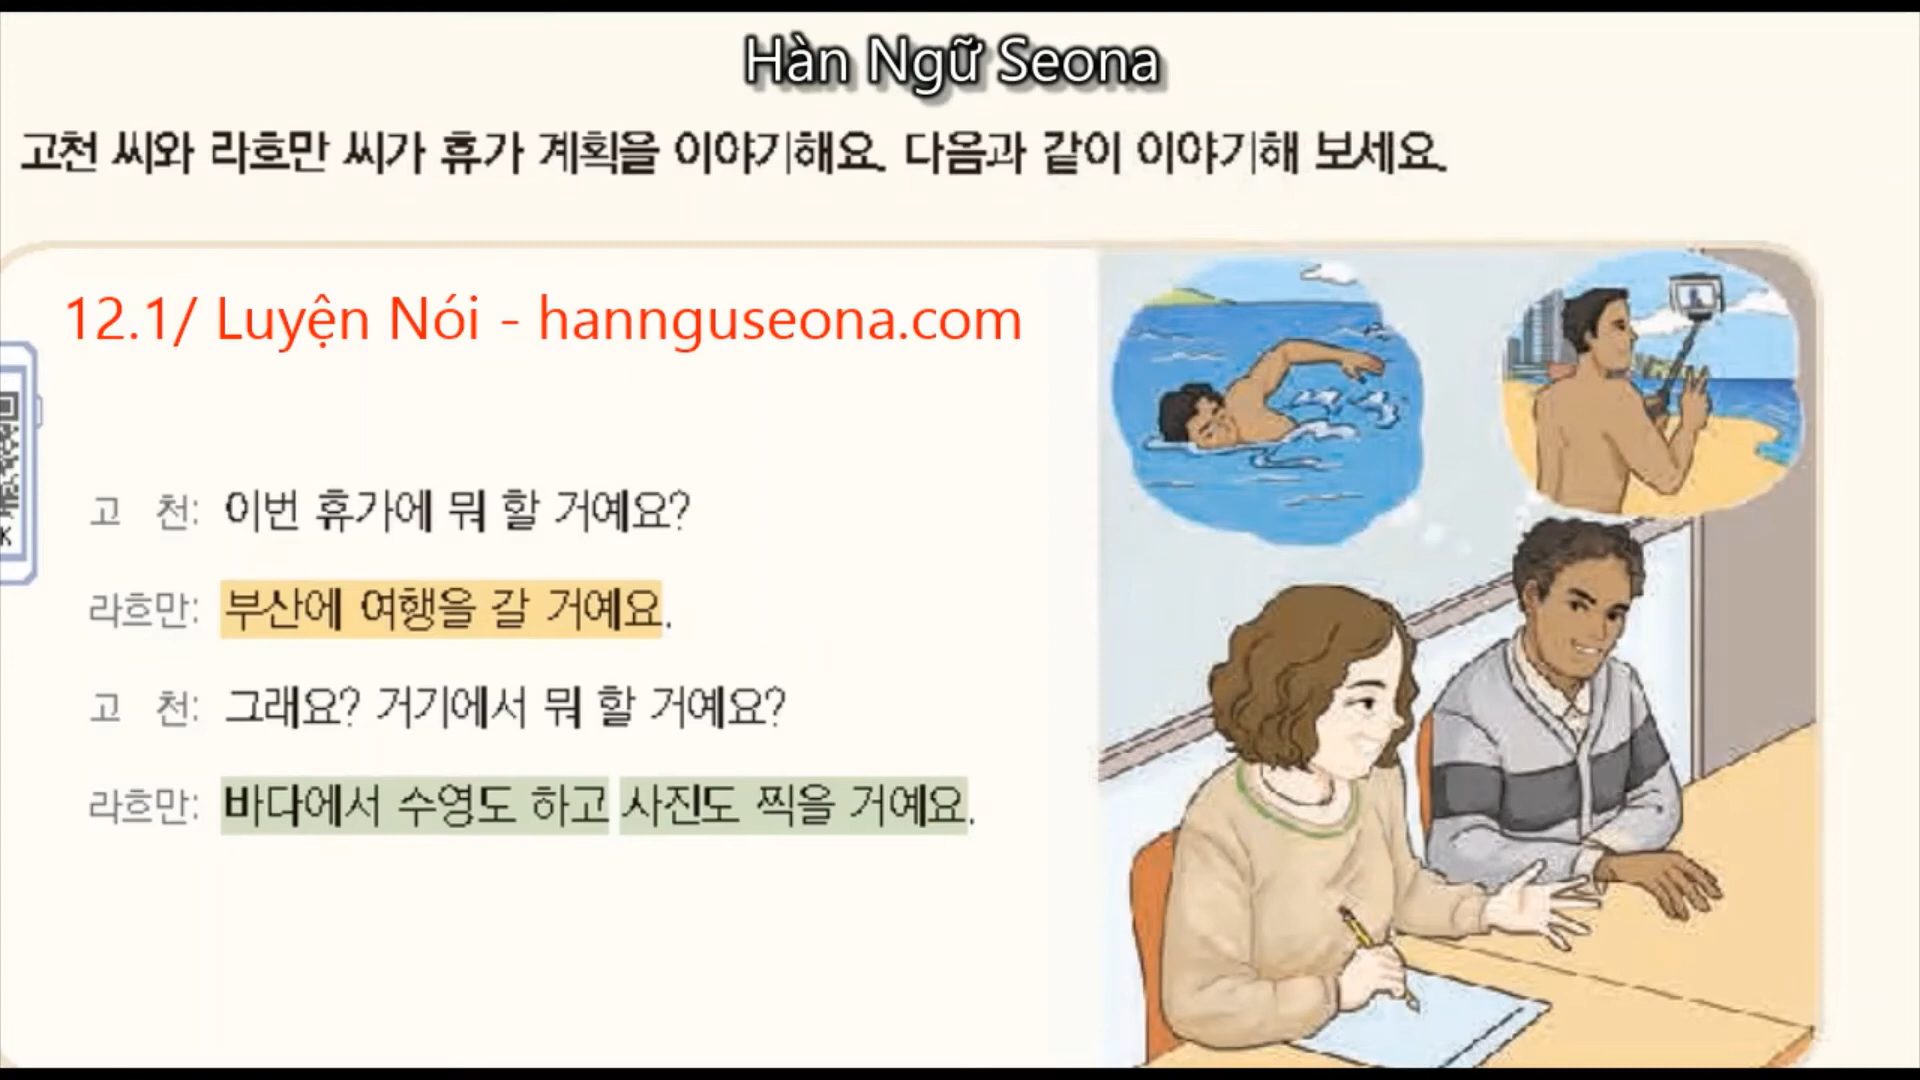 Hàn Ngữ Seona
고천 씨와 라흐만 씨가 휴가 계획을 이야기해요. 다음과 같이 이야기해 보세요.
12.1/ Luyện Nói - hannguseona.com
고 천: 이번 휴가에 뭐 할 거예요?
라흐만: 부산에 여행을 갈 거예요.
고 천: 그래요? 거기에서 뭐 할 거예요?
라흐만: 바다에서 수영도 하고 사진도 찍을 거예요.